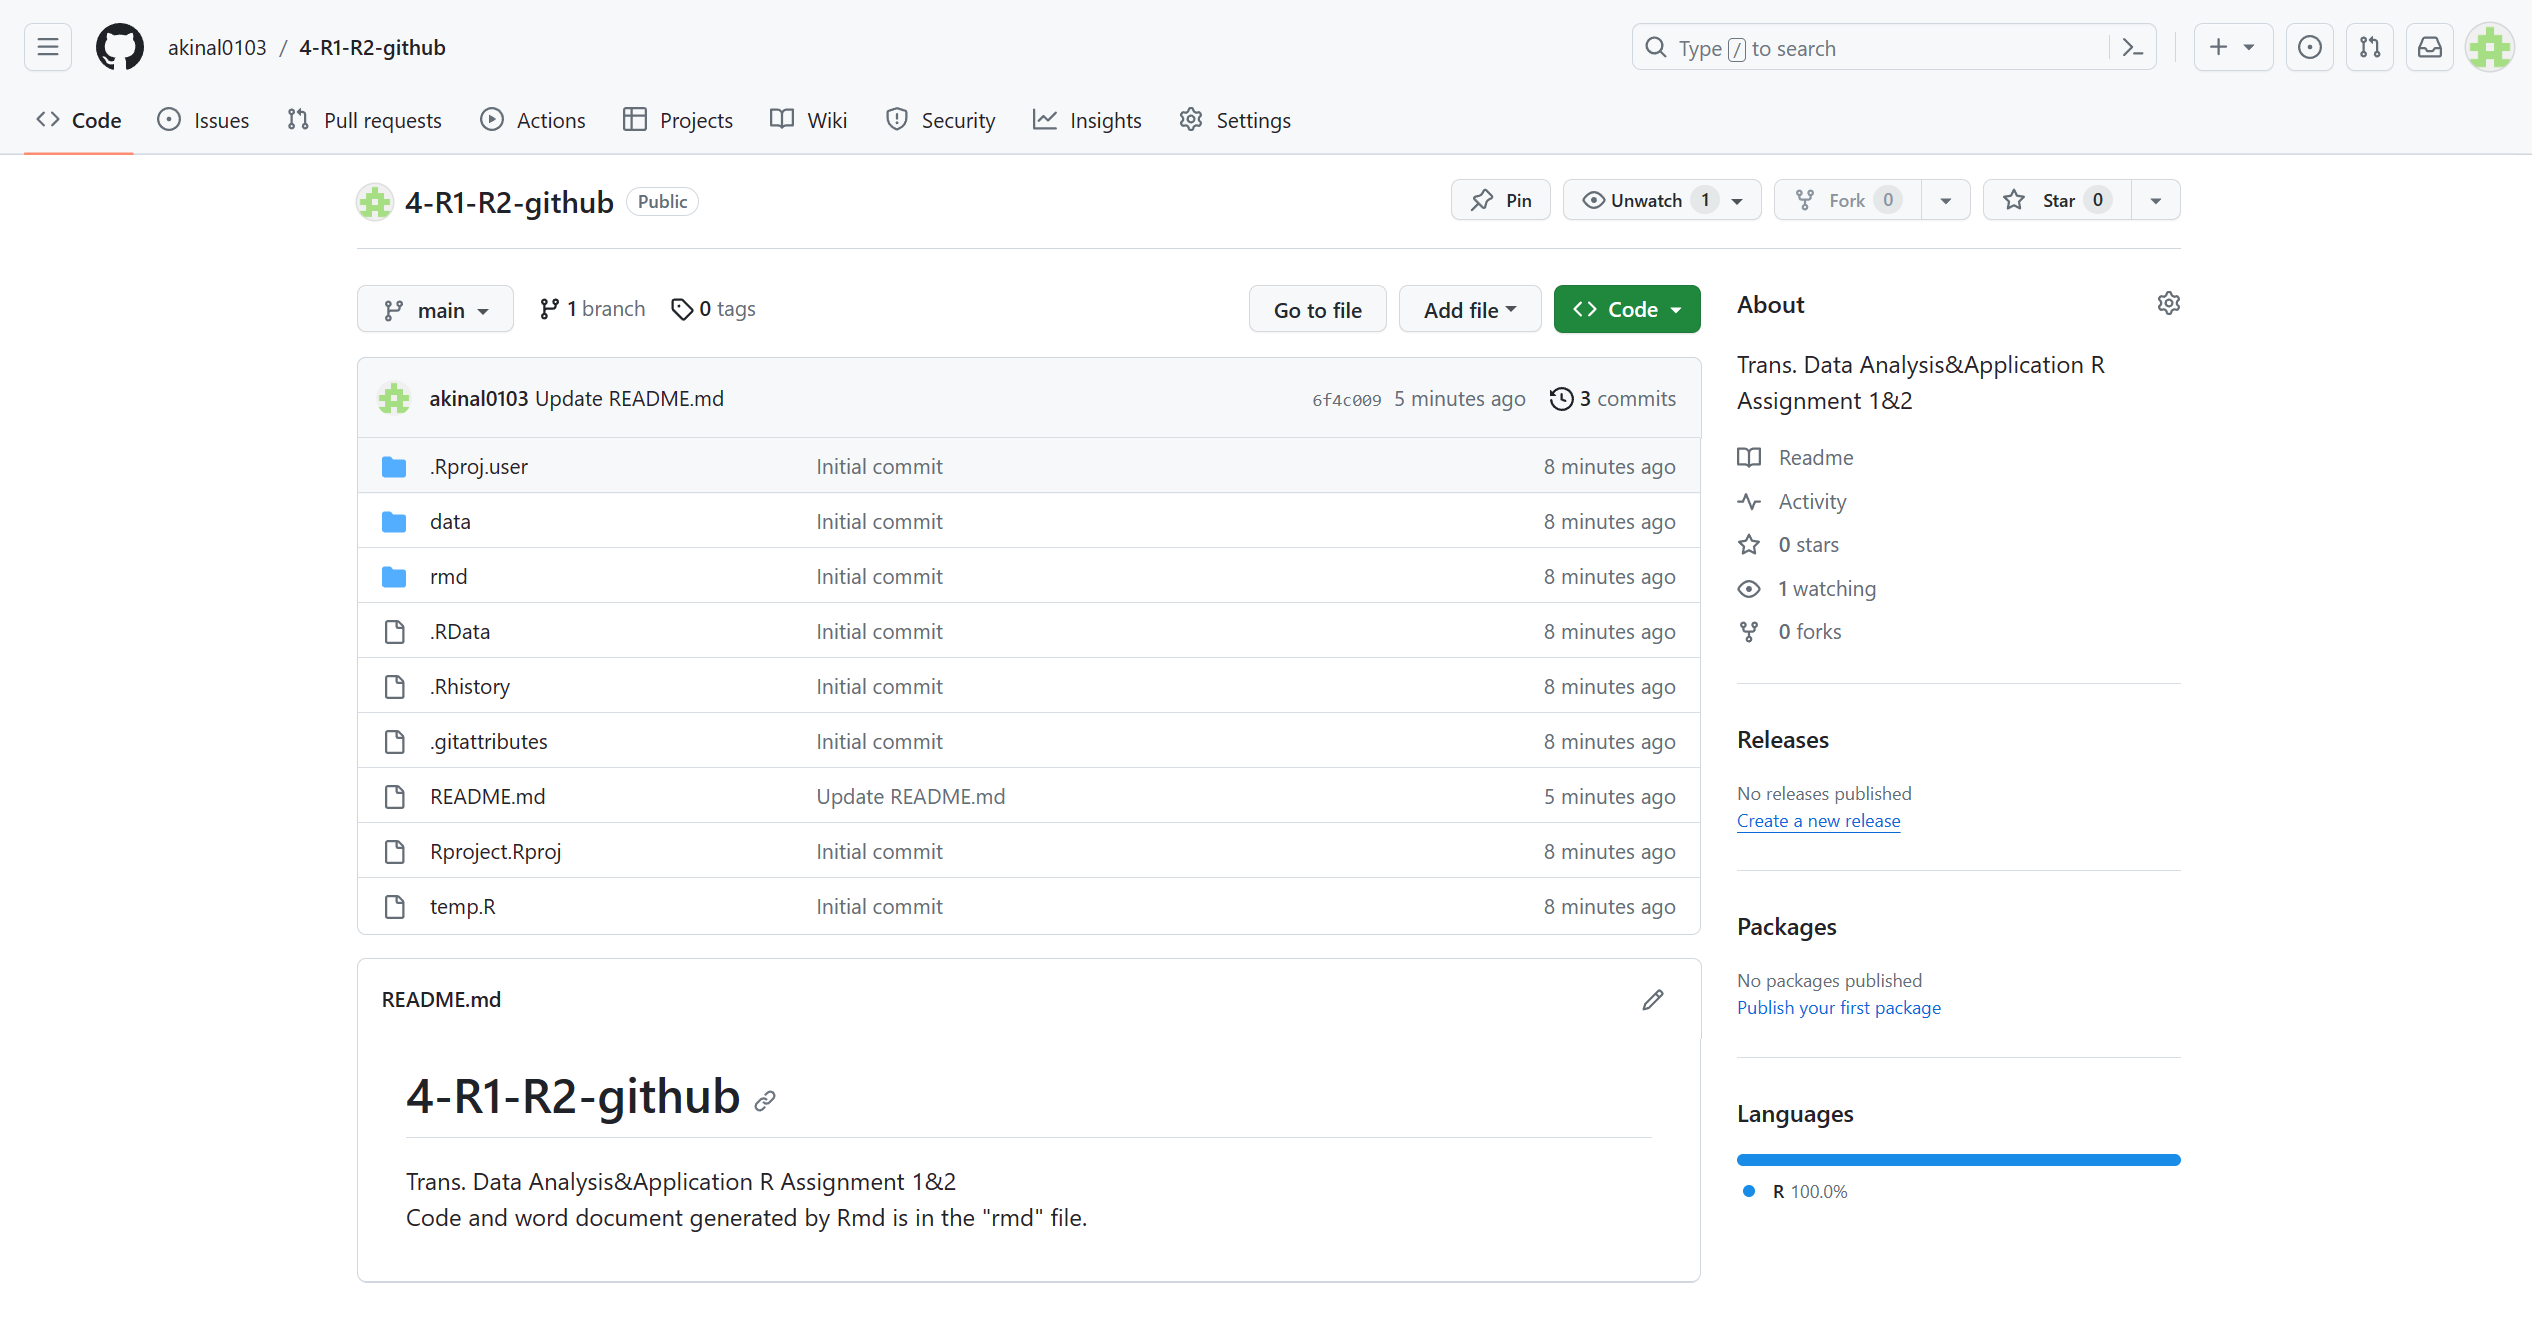 akinal0103 / 4-R1-R2-github
Type / to search
Code Issues Pull requests Actions Projects Wiki Security Insights Settings
4-R1-R2-github Public
Pin Unwatch 1 Fork 0 Star 0
main 1 branch 0 tags Go to file Add file Code
akinal0103 Update README.md 6f4c009 5 minutes ago 3 commits
.Rproj.user Initial commit 8 minutes ago
data Initial commit 8 minutes ago
rmd Initial commit 8 minutes ago
.RData Initial commit 8 minutes ago
.Rhistory Initial commit 8 minutes ago
.gitattributes Initial commit 8 minutes ago
README.md Update README.md 5 minutes ago
Rproject.Rproj Initial commit 8 minutes ago
temp.R Initial commit 8 minutes ago
README.md
4-R1-R2-github
Trans. Data Analysis&Application R Assignment 1&2
Code and word document generated by Rmd is in the "rmd" file.
About
Trans. Data Analysis&Application R
Assignment 1&2
Readme
Activity
0 stars
1 watching
0 forks
Releases
No releases published
Create a new release
Packages
No packages published
Publish your first package
Languages
R 100.0%